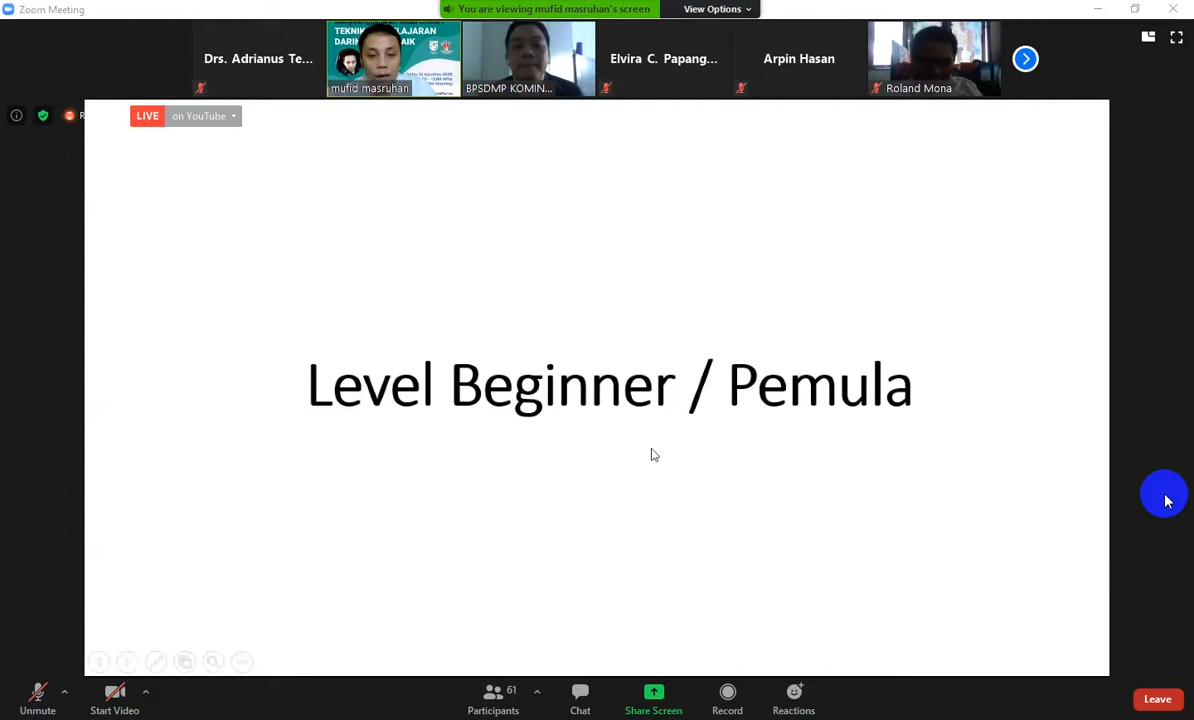 Zoom Meeting
You are viewing mufid masruhan's screen
View Options
Drs. Adrianus Te...
mufid masruhan
BPSDMP KOMIN...
Elvira C. Papang...
Arpin Hasan
Roland Mona
LIVE on YouTube
Level Beginner / Pemula
Unmute
Start Video
61
Participants
Chat
Share Screen
Record
Reactions
Leave